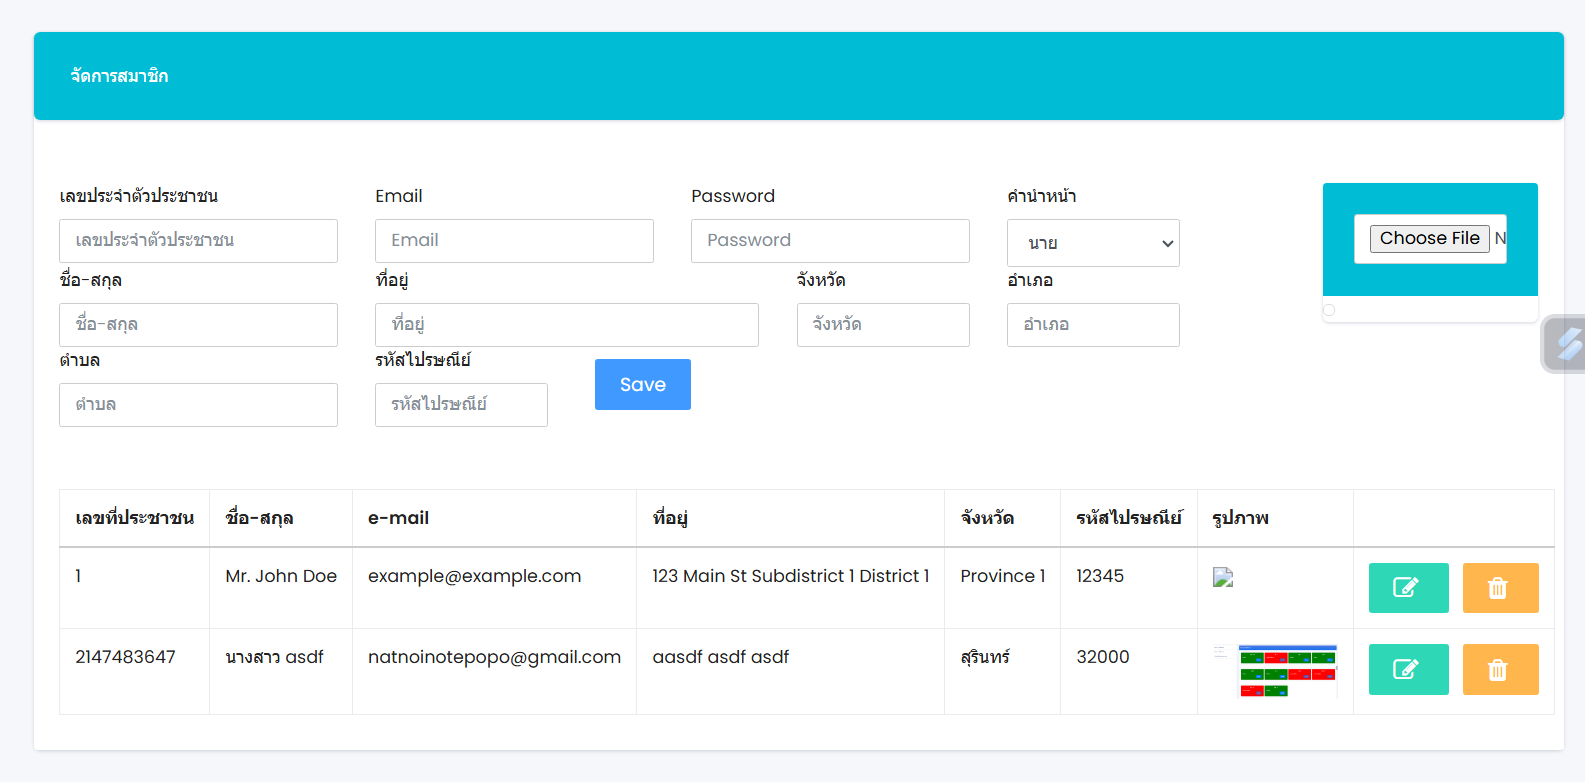 จัดการสมาชิก
เลขประจำตัวประชาชน Email Password คำนำหน้า
เลขประจำตัวประชาชน Email Password นาย Choose File N
ชื่อ-สกุล ที่อยู่ จังหวัด อำเภอ
ชื่อ-สกุล ที่อยู่ จังหวัด อำเภอ
ตำบล รหัสไปรษณีย์ Save
ตำบล รหัสไปรษณีย์
เลขที่ประชาชน ชื่อ-สกุล e-mail ที่อยู่ จังหวัด รหัสไปรษณีย์ รูปภาพ
1 Mr. John Doe example@example.com 123 Main St Subdistrict 1 District 1 Province 1 12345
2147483647 นางสาว asdf natnoinotepopo@gmail.com aasdf asdf asdf สุรินทร์ 32000